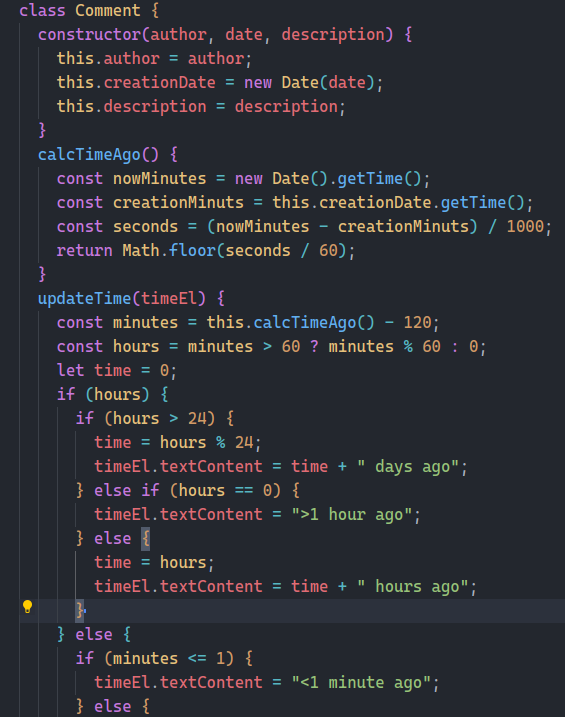 class Comment {
constructor(author, date, description) {
this.author = author;
this.creationDate = new Date(date);
this.description = description;
}
calcTimeAgo() {
const nowMinutes = new Date().getTime();
const creationMinuts = this.creationDate.getTime();
const seconds = (nowMinutes - creationMinuts) / 1000;
return Math.floor(seconds / 60);
}
updateTime(timeEl) {
const minutes = this.calcTimeAgo() - 120;
const hours = minutes > 60 ? minutes % 60 : 0;
let time = 0;
if (hours) {
if (hours > 24) {
time = hours % 24;
timeEl.textContent = time + " days ago";
} else if (hours == 0) {
timeEl.textContent = ">1 hour ago";
} else {
time = hours;
timeEl.textContent = time + " hours ago";
}
} else {
if (minutes <= 1) {
timeEl.textContent = "<1 minute ago";
} else {